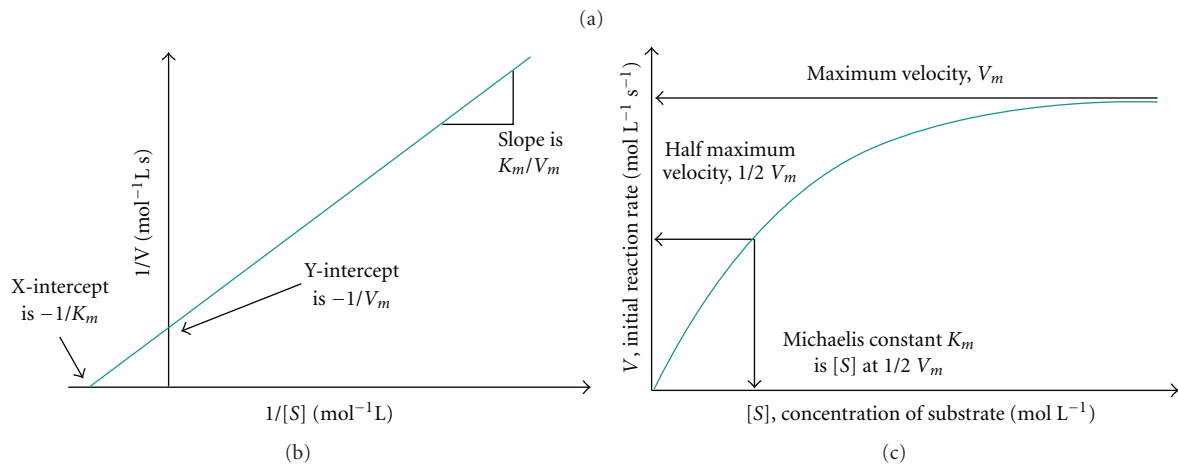 (a)
1/V (mol⁻¹L s)
Slope is
Kₘ/Vₘ
X-intercept
is −1/Kₘ
Y-intercept
is −1/Vₘ
1/[S] (mol⁻¹L)
(b)
V, initial reaction rate (mol L⁻¹ s⁻¹)
Maximum velocity, Vₘ
Half maximum
velocity, 1/2 Vₘ
Michaelis constant Kₘ
is [S] at 1/2 Vₘ
[S], concentration of substrate (mol L⁻¹)
(c)